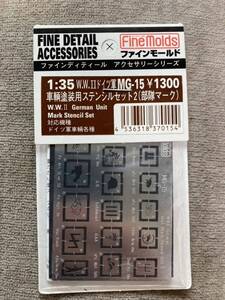 FINE DETAIL
ACCESSORIES
×
FineMolds
ファインモールド
ファインディティール アクセサリーシリーズ
1:35 W.W.IIドイツ軍 MG-15 ¥1300
車輌塗装用ステンシルセット2(部隊マーク)
W.W.II German Unit
Mark Stencil Set
対応機種
ドイツ軍車輌各種
4 536318 370154